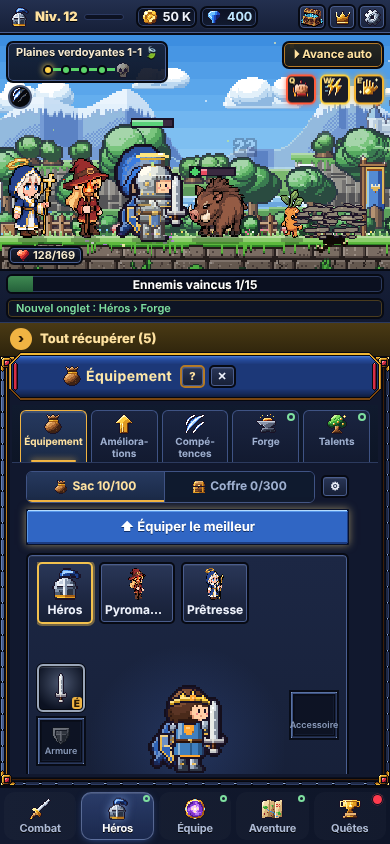 Niv. 12
50 K
400
Plaines verdoyantes 1-1
Avance auto
Q
W
E
22
128/169
Ennemis vaincus 1/15
Nouvel onglet : Héros › Forge
Tout récupérer (5)
Équipement
?
×
Équipement
Améliora-
tions
Compé-
tences
Forge
Talents
Sac 10/100
Coffre 0/300
Équiper le meilleur
Héros
Pyroma...
Prêtresse
E
Armure
Accessoire
Combat
Héros
Équipe
Aventure
Quêtes